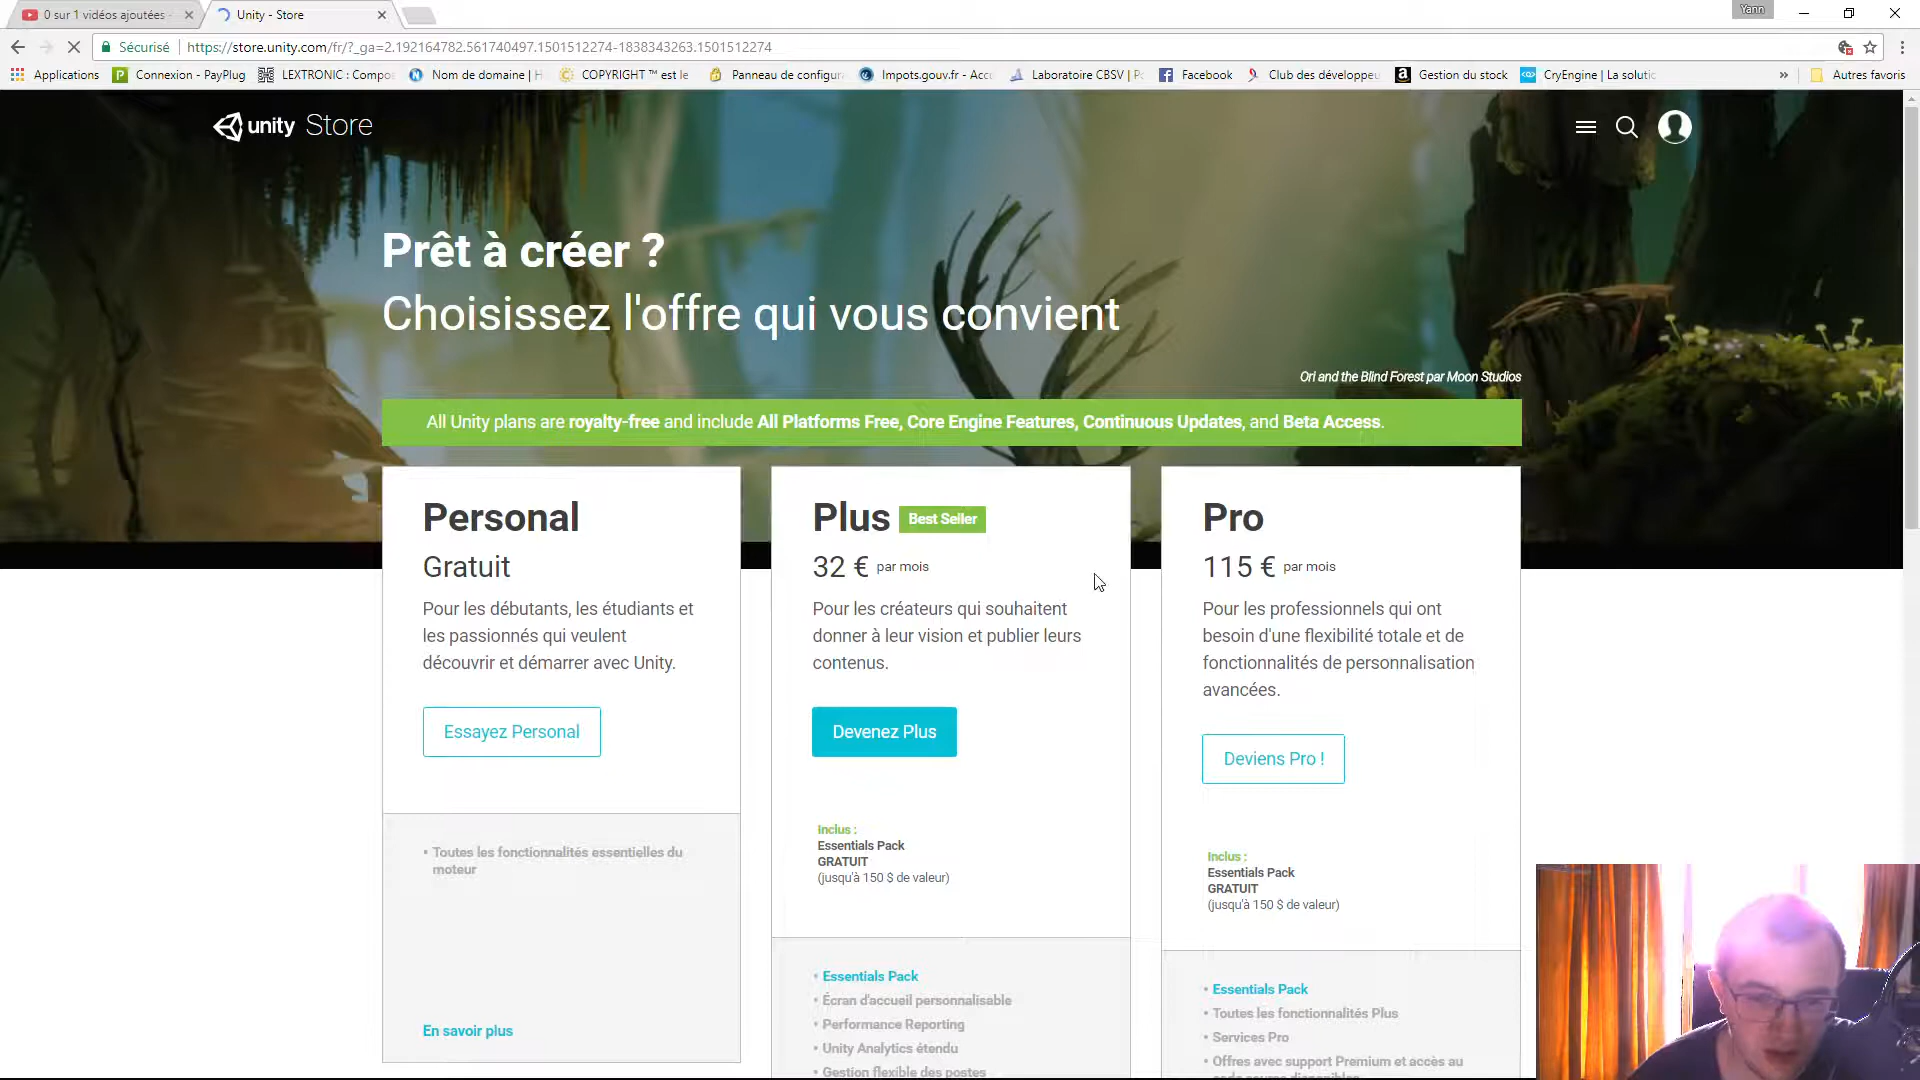 0 sur 1 vidéos ajoutées -
Unity - Store
Yann
Sécurisé
https://store.unity.com/fr/?_ga=2.192164782.561740497.1501512274-1838343263.1501512274
Applications
Connexion - PayPlug
LEXTRONIC : Compo
Nom de domaine | H
COPYRIGHT ™ est le
Panneau de configur
Impots.gouv.fr - Accu
Laboratoire CBSV | Po
Facebook
Club des développeu
Gestion du stock
CryEngine | La solutio
»
Autres favoris
unity Store
Prêt à créer ?
Choisissez l'offre qui vous convient
Ori and the Blind Forest par Moon Studios
All Unity plans are royalty-free and include All Platforms Free, Core Engine Features, Continuous Updates, and Beta Access.
Personal
Gratuit
Pour les débutants, les étudiants et
les passionnés qui veulent
découvrir et démarrer avec Unity.
Essayez Personal
• Toutes les fonctionnalités essentielles du
moteur
En savoir plus
Plus Best Seller
32 € par mois
Pour les créateurs qui souhaitent
donner à leur vision et publier leurs
contenus.
Devenez Plus
Inclus :
Essentials Pack
GRATUIT
(jusqu'à 150 $ de valeur)
• Essentials Pack
• Écran d'accueil personnalisable
• Performance Reporting
• Unity Analytics étendu
• Gestion flexible des postes
Pro
115 € par mois
Pour les professionnels qui ont
besoin d'une flexibilité totale et de
fonctionnalités de personnalisation
avancées.
Deviens Pro !
Inclus :
Essentials Pack
GRATUIT
(jusqu'à 150 $ de valeur)
• Essentials Pack
• Toutes les fonctionnalités Plus
• Services Pro
• Offres avec support Premium et accès au
code source disponibles